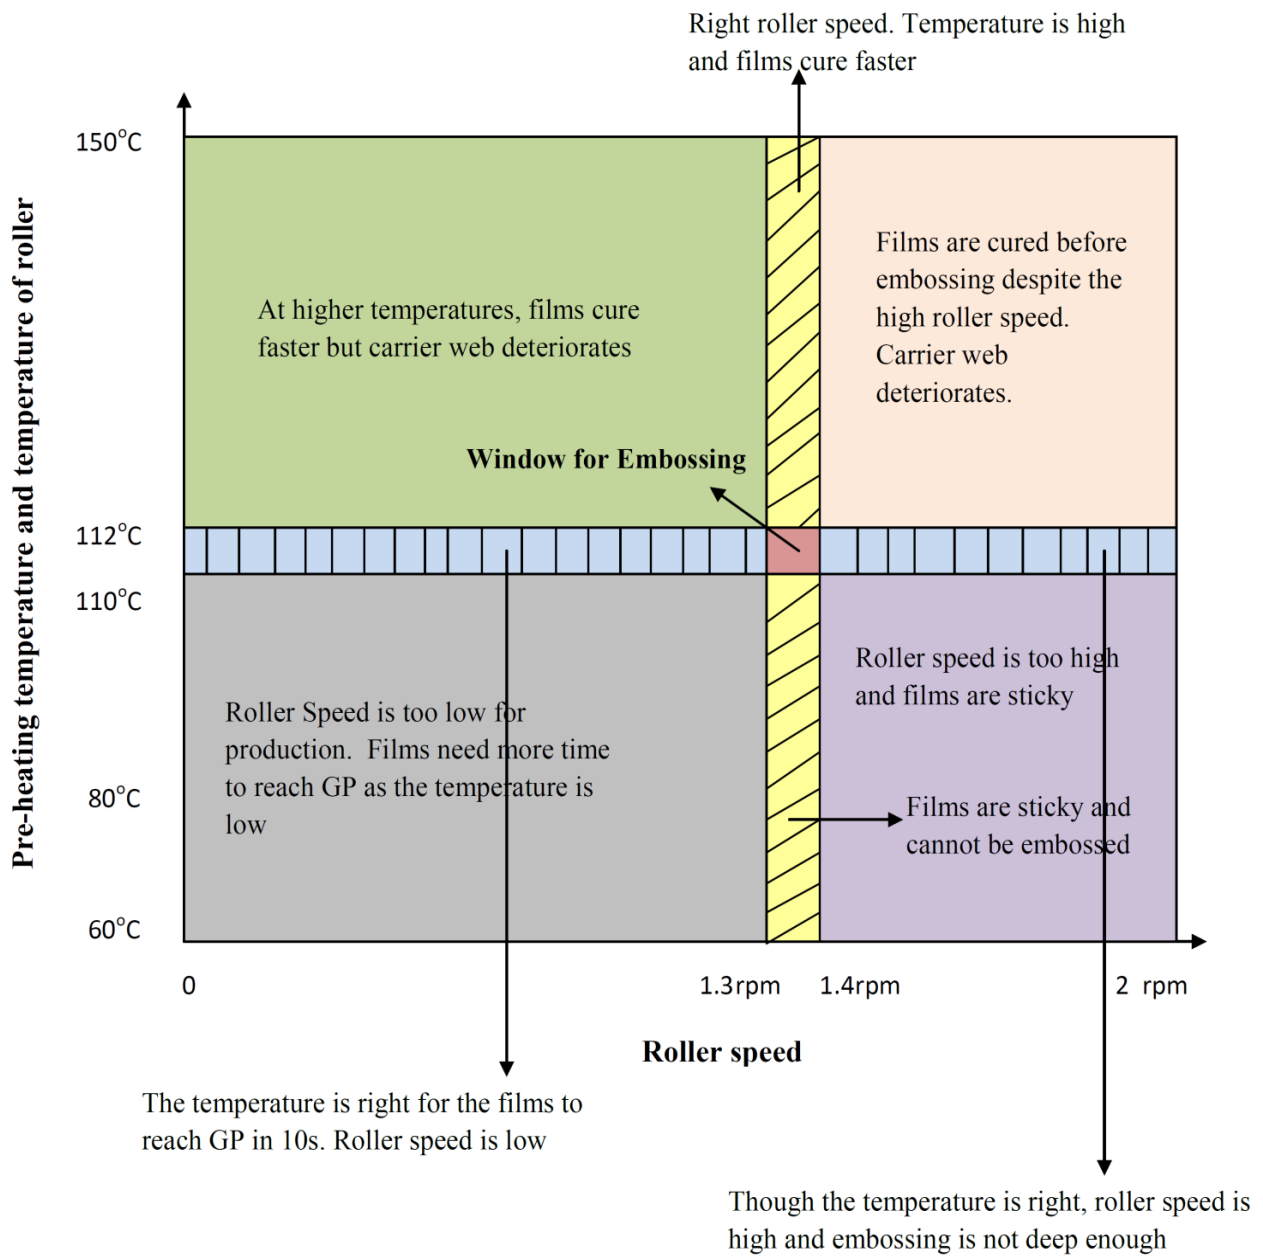 Right roller speed. Temperature is high
and films cure faster
150°C
Pre-heating temperature and temperature of roller
At higher temperatures, films cure
faster but carrier web deteriorates
Films are cured before
embossing despite the
high roller speed.
Carrier web
deteriorates.
Window for Embossing
112°C
110°C
Roller Speed is too low for
production. Films need more time
to reach GP as the temperature is
low
Roller speed is too high
and films are sticky
80°C
Films are sticky and
cannot be embossed
60°C
0
1.3rpm
1.4rpm
2 rpm
Roller speed
The temperature is right for the films to
reach GP in 10s. Roller speed is low
Though the temperature is right, roller speed is
high and embossing is not deep enough